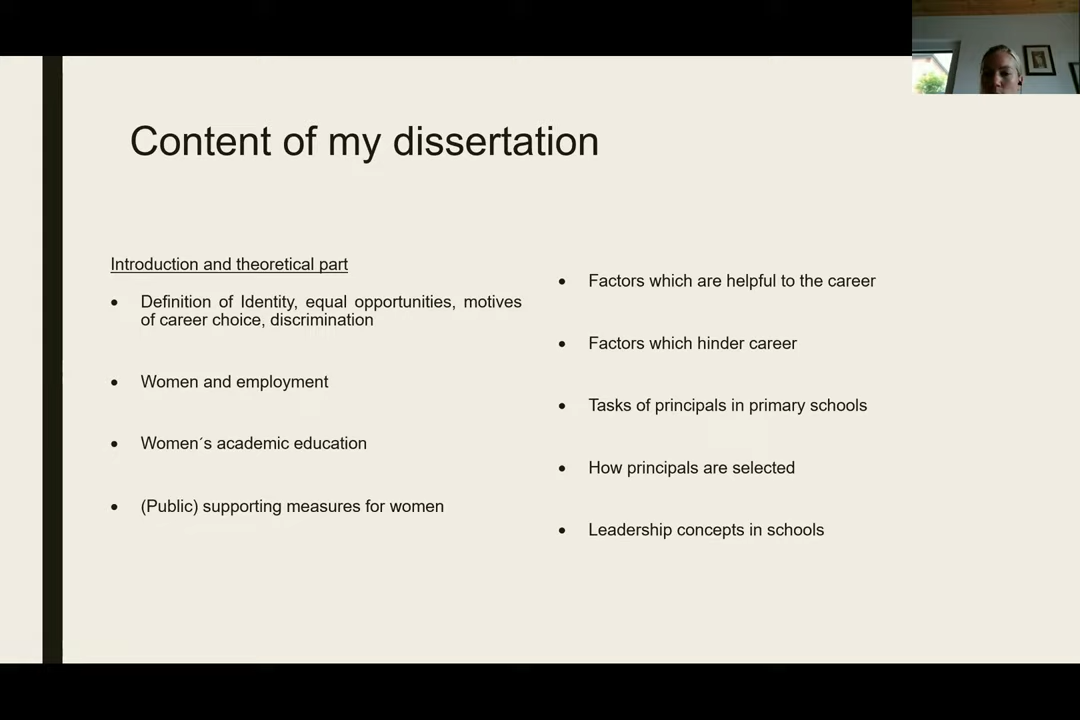 Content of my dissertation
Introduction and theoretical part
• Definition of Identity, equal opportunities, motives
of career choice, discrimination
• Women and employment
• Women´s academic education
• (Public) supporting measures for women
• Factors which are helpful to the career
• Factors which hinder career
• Tasks of principals in primary schools
• How principals are selected
• Leadership concepts in schools